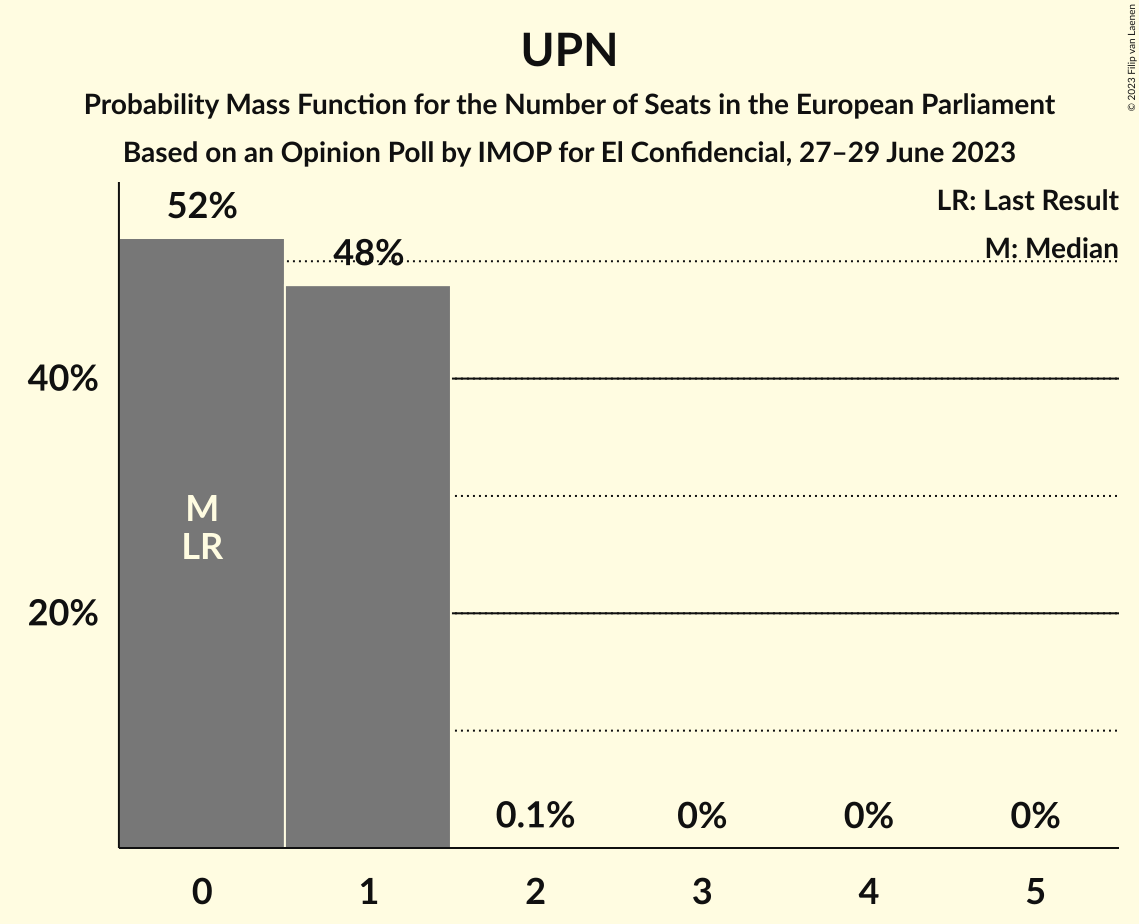 UPN
Probability Mass Function for the Number of Seats in the European Parliament
Based on an Opinion Poll by IMOP for El Confidencial, 27–29 June 2023
© 2023 Filip van Laenen
LR: Last Result
M: Median
52%
48%
40%
20%
M
LR
0.1%
0%
0%
0%
0
1
2
3
4
5